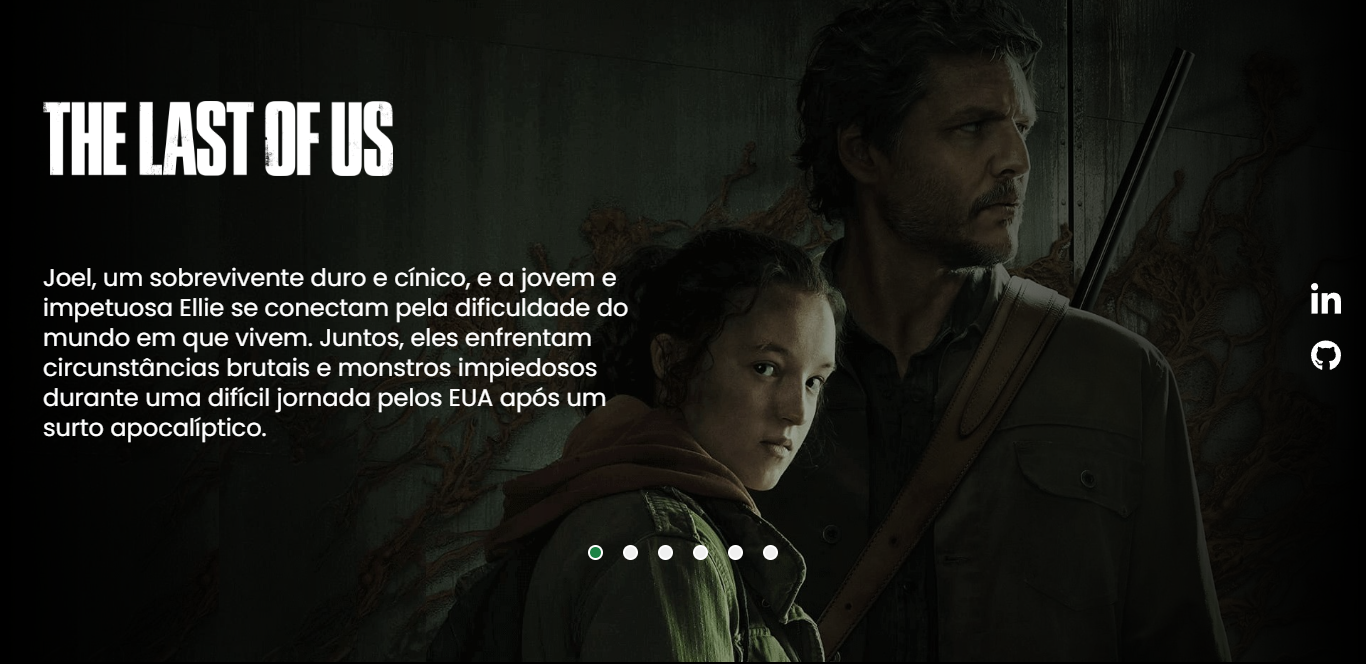 THE LAST OF US
Joel, um sobrevivente duro e cínico, e a jovem e
impetuosa Ellie se conectam pela dificuldade do
mundo em que vivem. Juntos, eles enfrentam
circunstâncias brutais e monstros impiedosos
durante uma difícil jornada pelos EUA após um
surto apocalíptico.
in